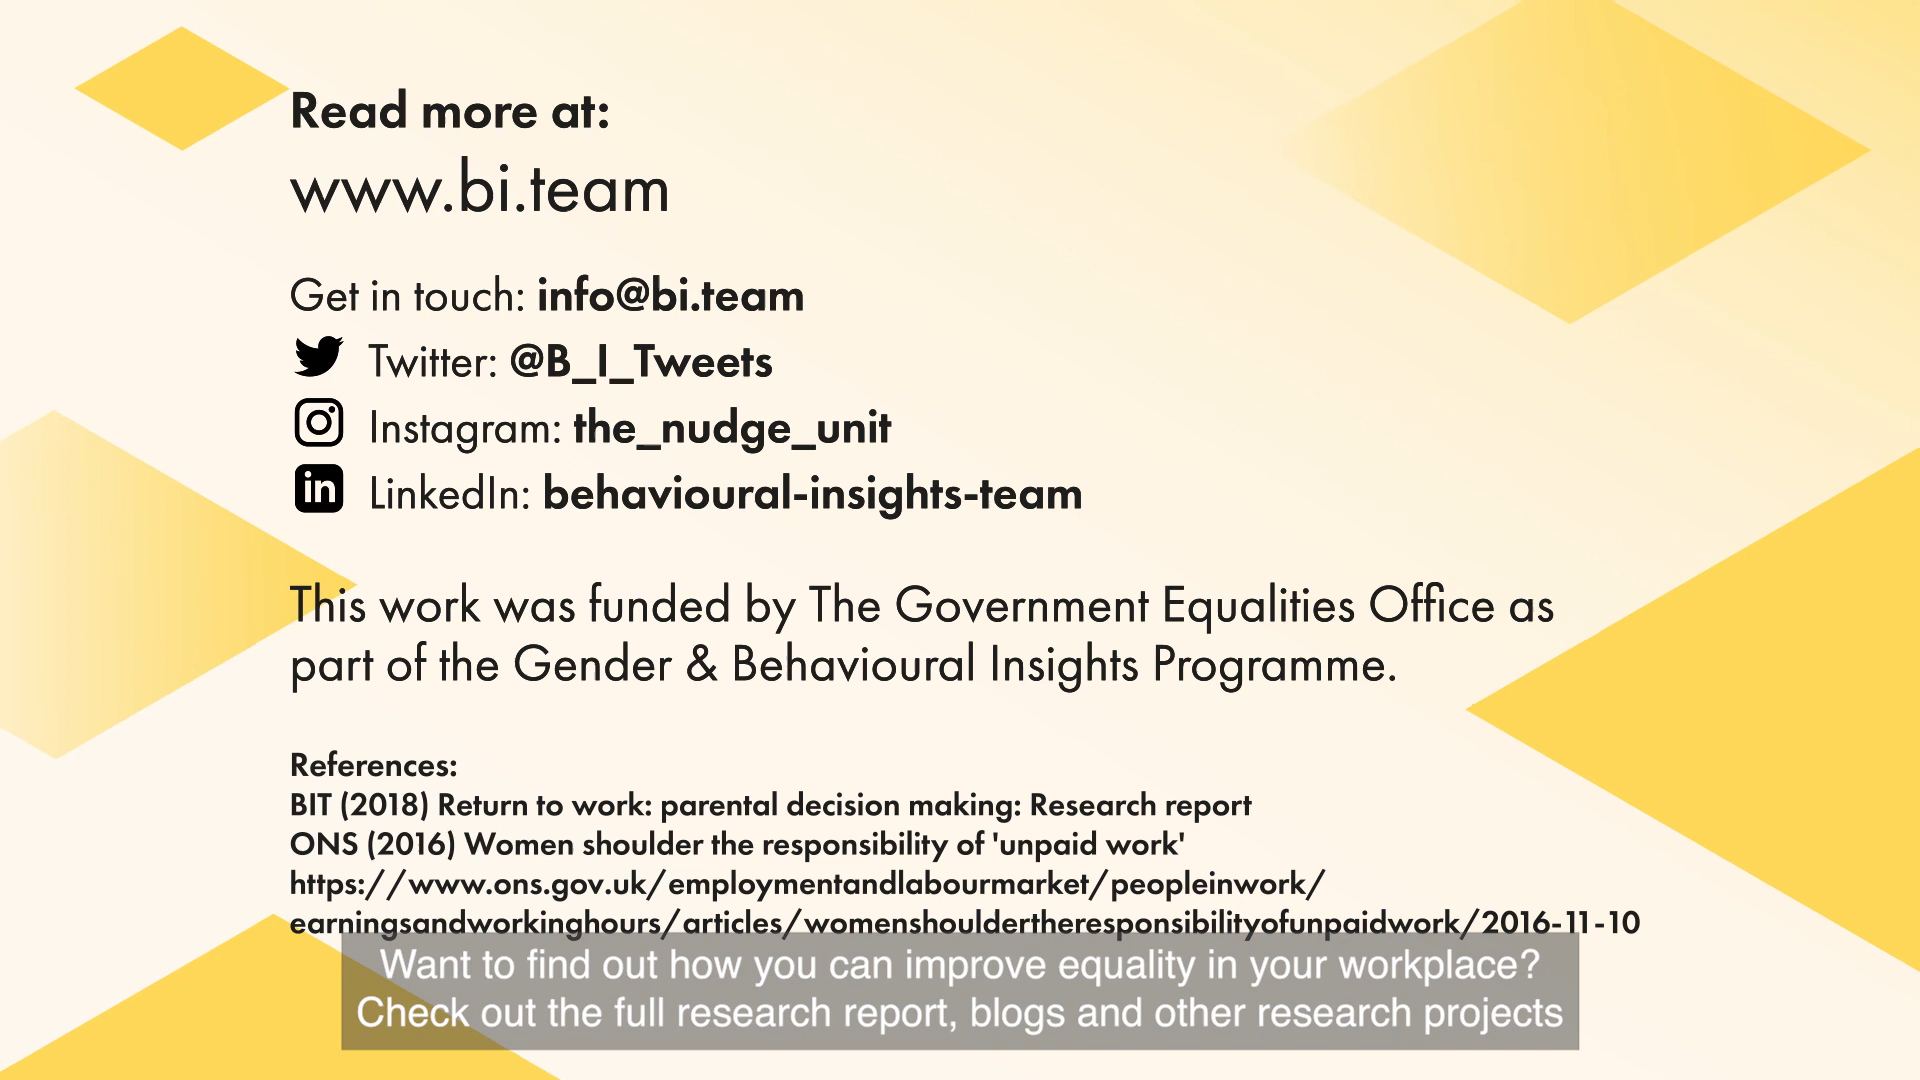 Read more at:
www.bi.team
Get in touch: info@bi.team
Twitter: @B_I_Tweets
Instagram: the_nudge_unit
in LinkedIn: behavioural-insights-team
This work was funded by The Government Equalities Office as
part of the Gender & Behavioural Insights Programme.
References:
BIT (2018) Return to work: parental decision making: Research report
ONS (2016) Women shoulder the responsibility of 'unpaid work'
https://www.ons.gov.uk/employmentandlabourmarket/peopleinwork/
earningsandworkinghours/articles/womenshouldertheresponsibilityofunpaidwork/2016-11-10
Want to find out how you can improve equality in your workplace?
Check out the full research report, blogs and other research projects